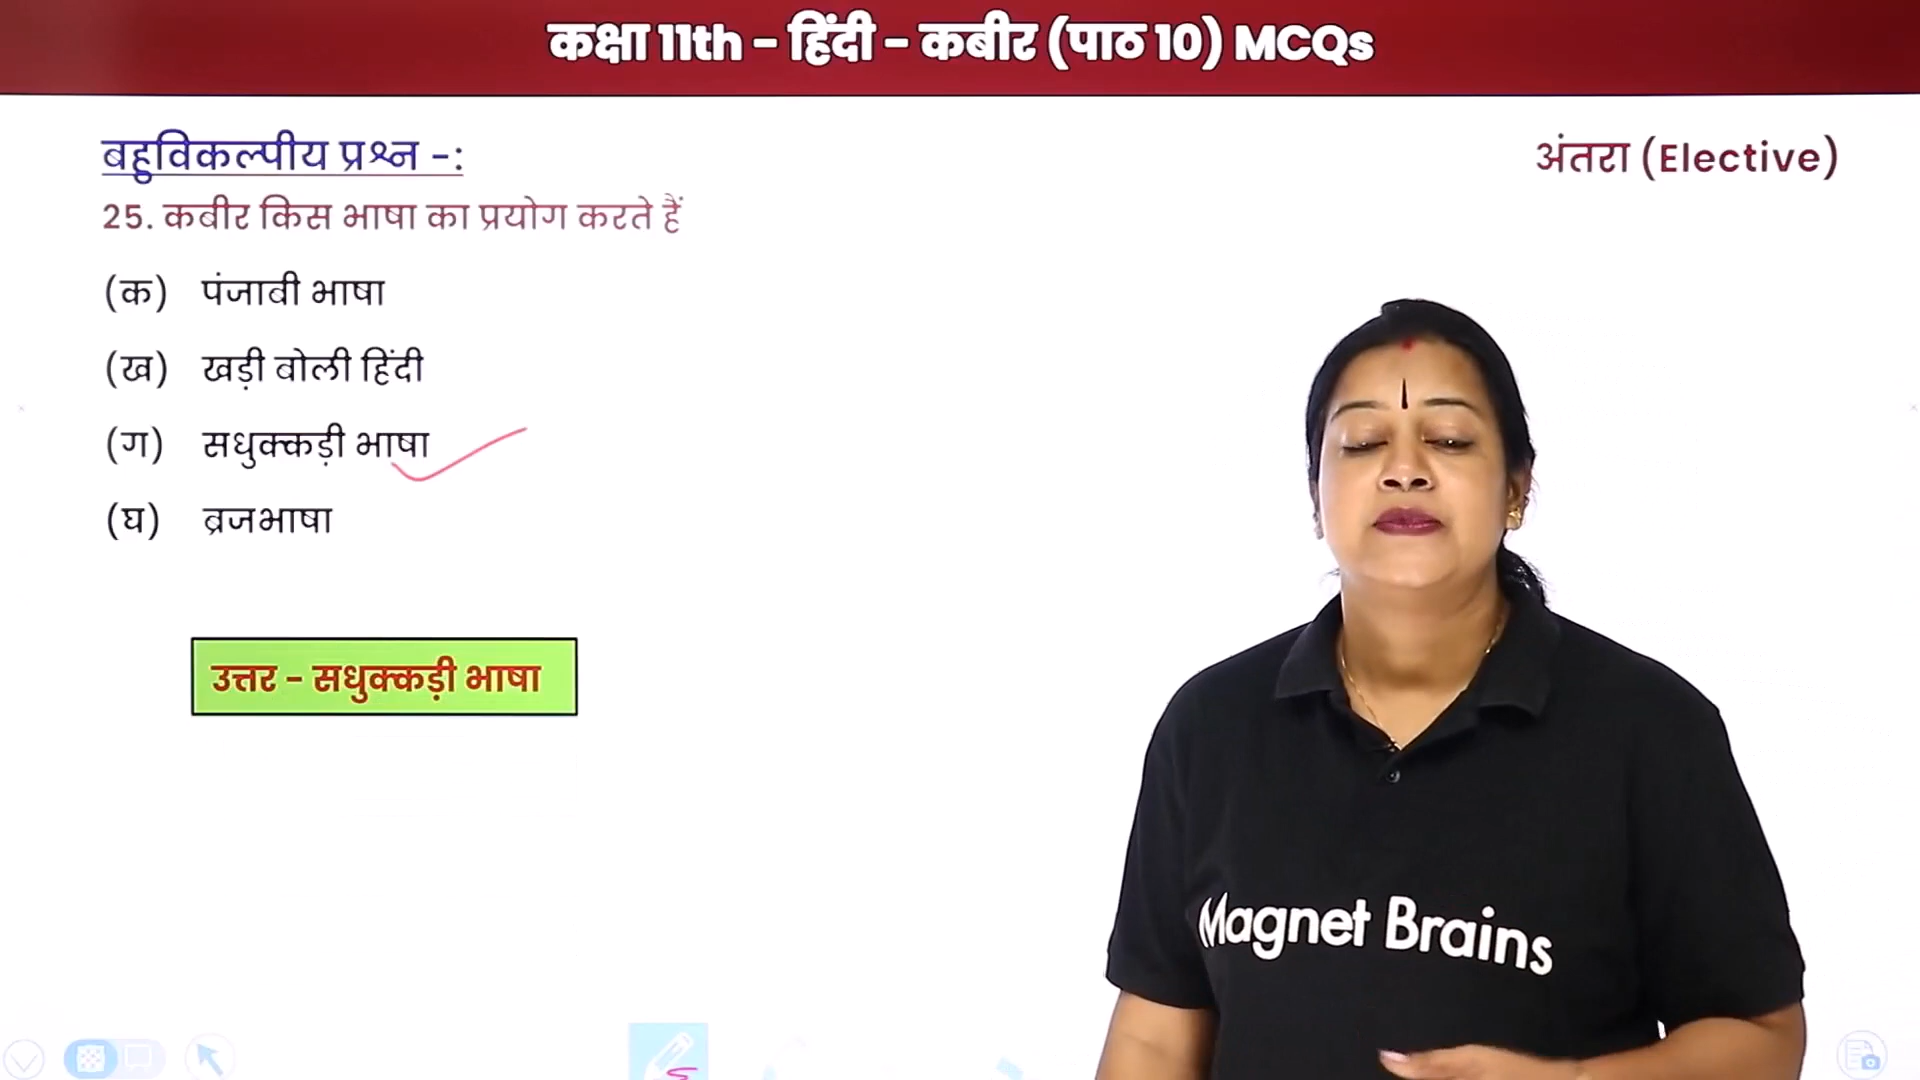 कक्षा 11th - हिंदी - कबीर (पाठ 10) MCQs
बहुविकल्पीय प्रश्न -:
अंतरा (Elective)
25. कबीर किस भाषा का प्रयोग करते हैं
(क) पंजाबी भाषा
(ख) खड़ी बोली हिंदी
(ग) सधुक्कड़ी भाषा
(घ) ब्रजभाषा
उत्तर - सधुक्कड़ी भाषा
Magnet Brains